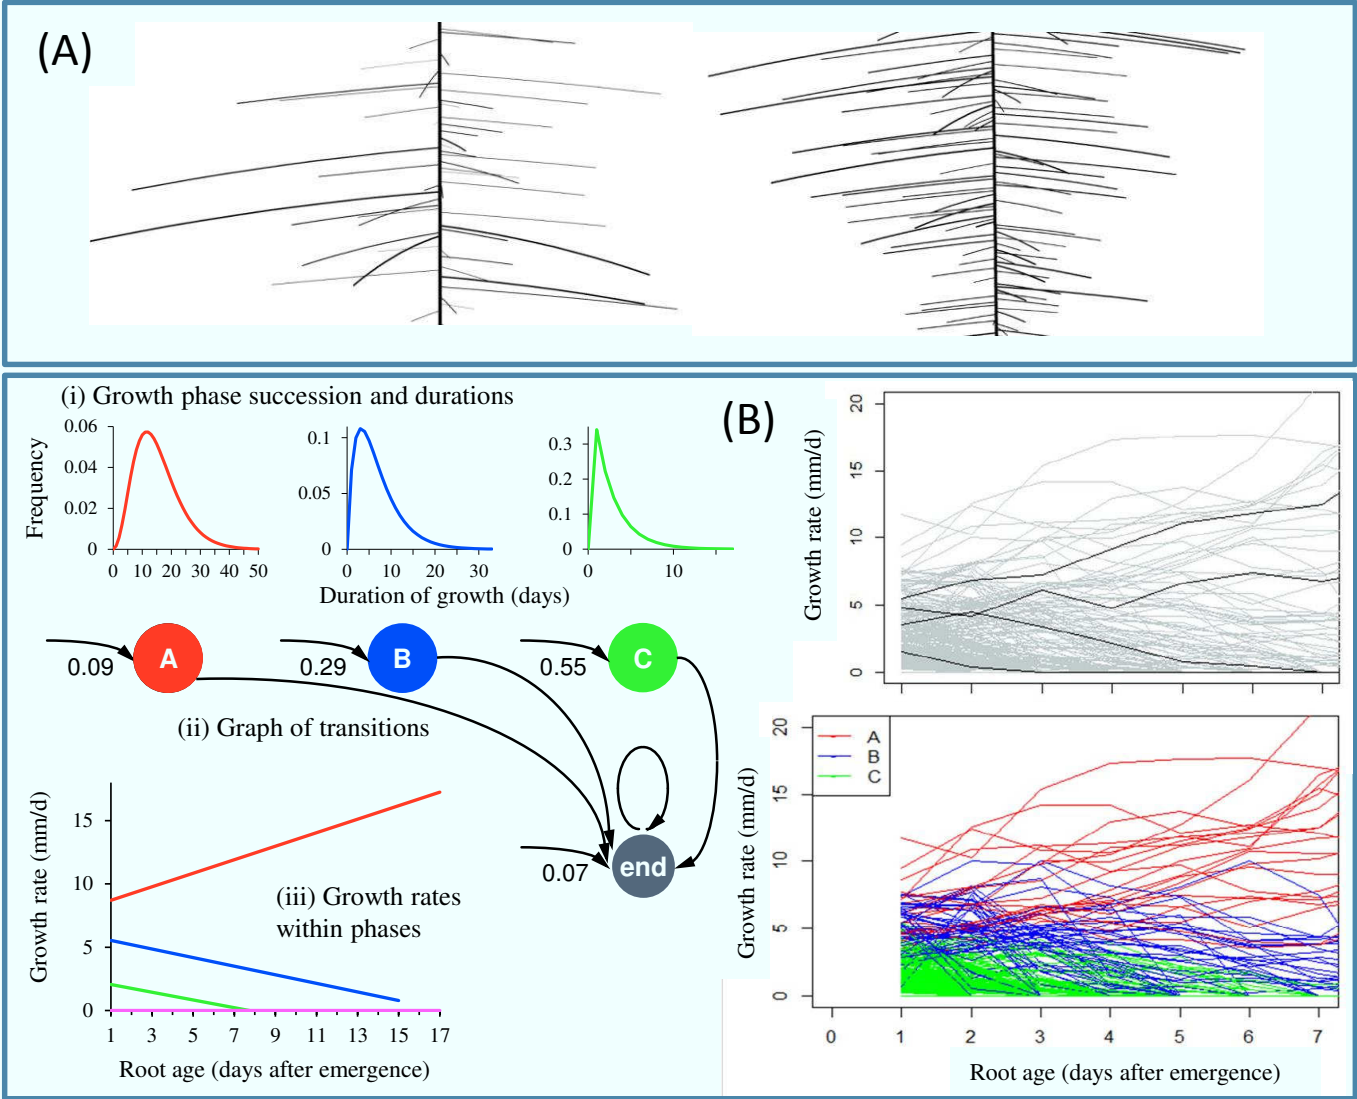 (A)
(i) Growth phase succession and durations
(B)
Frequency
0.06
0.04
0.02
0
0 10 20 30 40 50
0.1
0.05
0
0 10 20 30
0.3
0.2
0.1
0
0 10
Duration of growth (days)
0.09
A
0.29
B
0.55
C
(ii) Graph of transitions
0.07
end
Growth rate (mm/d)
15
10
5
0
(iii) Growth rates
within phases
1 3 5 7 9 11 13 15 17
Root age (days after emergence)
Growth rate (mm/d)
20
15
10
5
0
Growth rate (mm/d)
20
15
10
5
0
A
B
C
0 1 2 3 4 5 6 7
Root age (days after emergence)